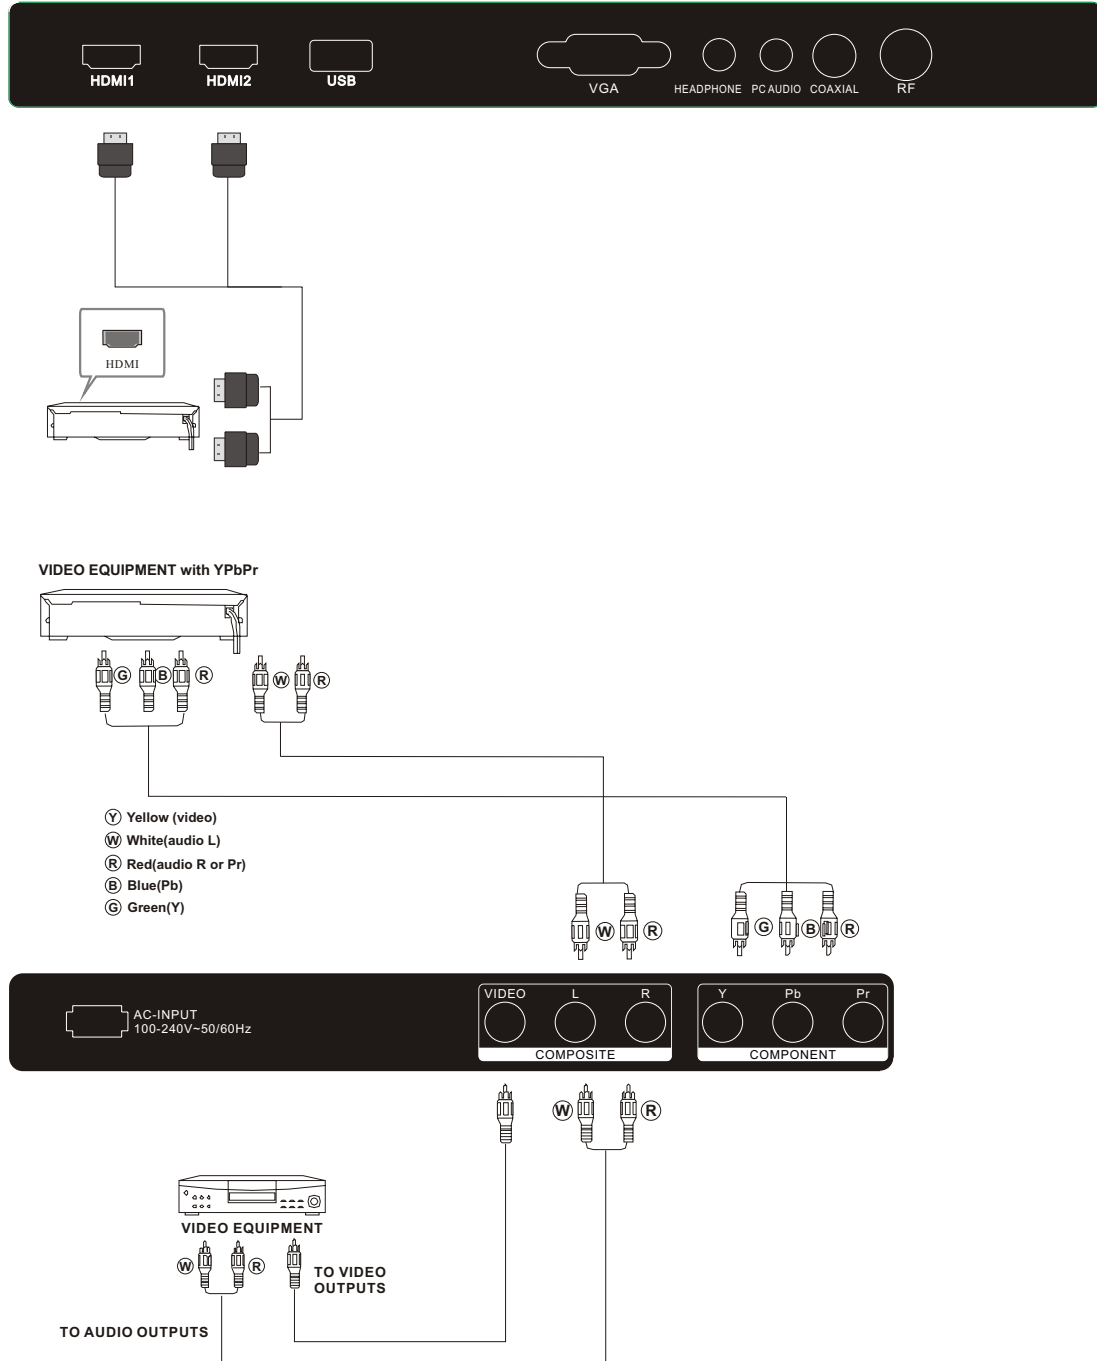 HDMI1 HDMI2 USB VGA HEADPHONE PC AUDIO COAXIAL RF
HDMI
VIDEO EQUIPMENT with YPbPr
G B R W R
Y Yellow (video)
W White(audio L)
R Red(audio R or Pr)
B Blue(Pb)
G Green(Y)
W R G B R
AC-INPUT
100-240V~50/60Hz
VIDEO L R Y Pb Pr
COMPOSITE COMPONENT
W R
VIDEO EQUIPMENT
W R
TO VIDEO
OUTPUTS
TO AUDIO OUTPUTS